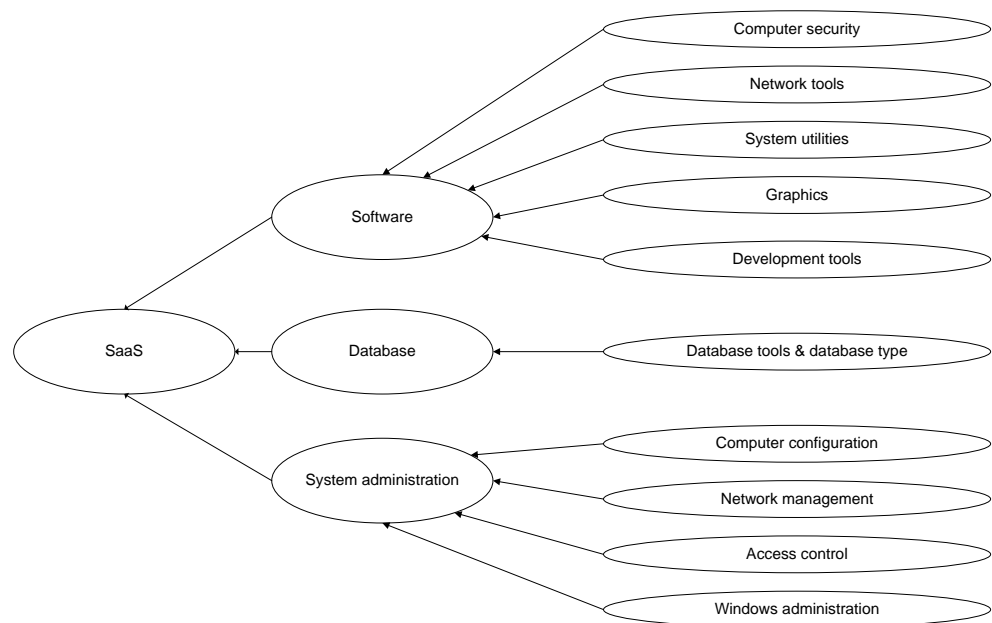 Computer security
Network tools
System utilities
Graphics
Software
Development tools
SaaS
Database
Database tools & database type
Computer configuration
System administration
Network management
Access control
Windows administration